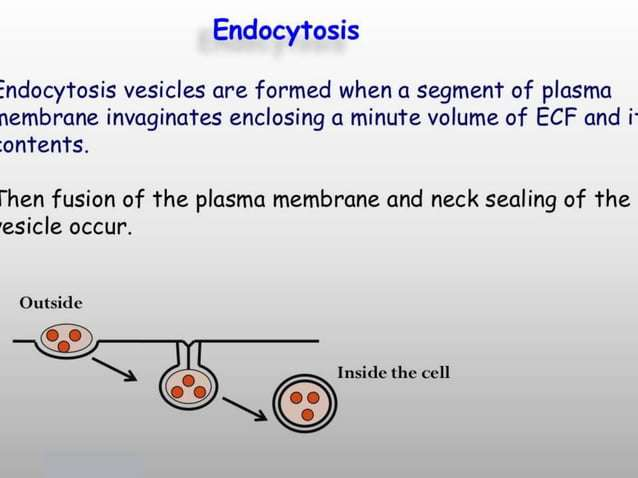 Endocytosis
Endocytosis vesicles are formed when a segment of plasma
membrane invaginates enclosing a minute volume of ECF and it
contents.
Then fusion of the plasma membrane and neck sealing of the
vesicle occur.
Outside
Inside the cell